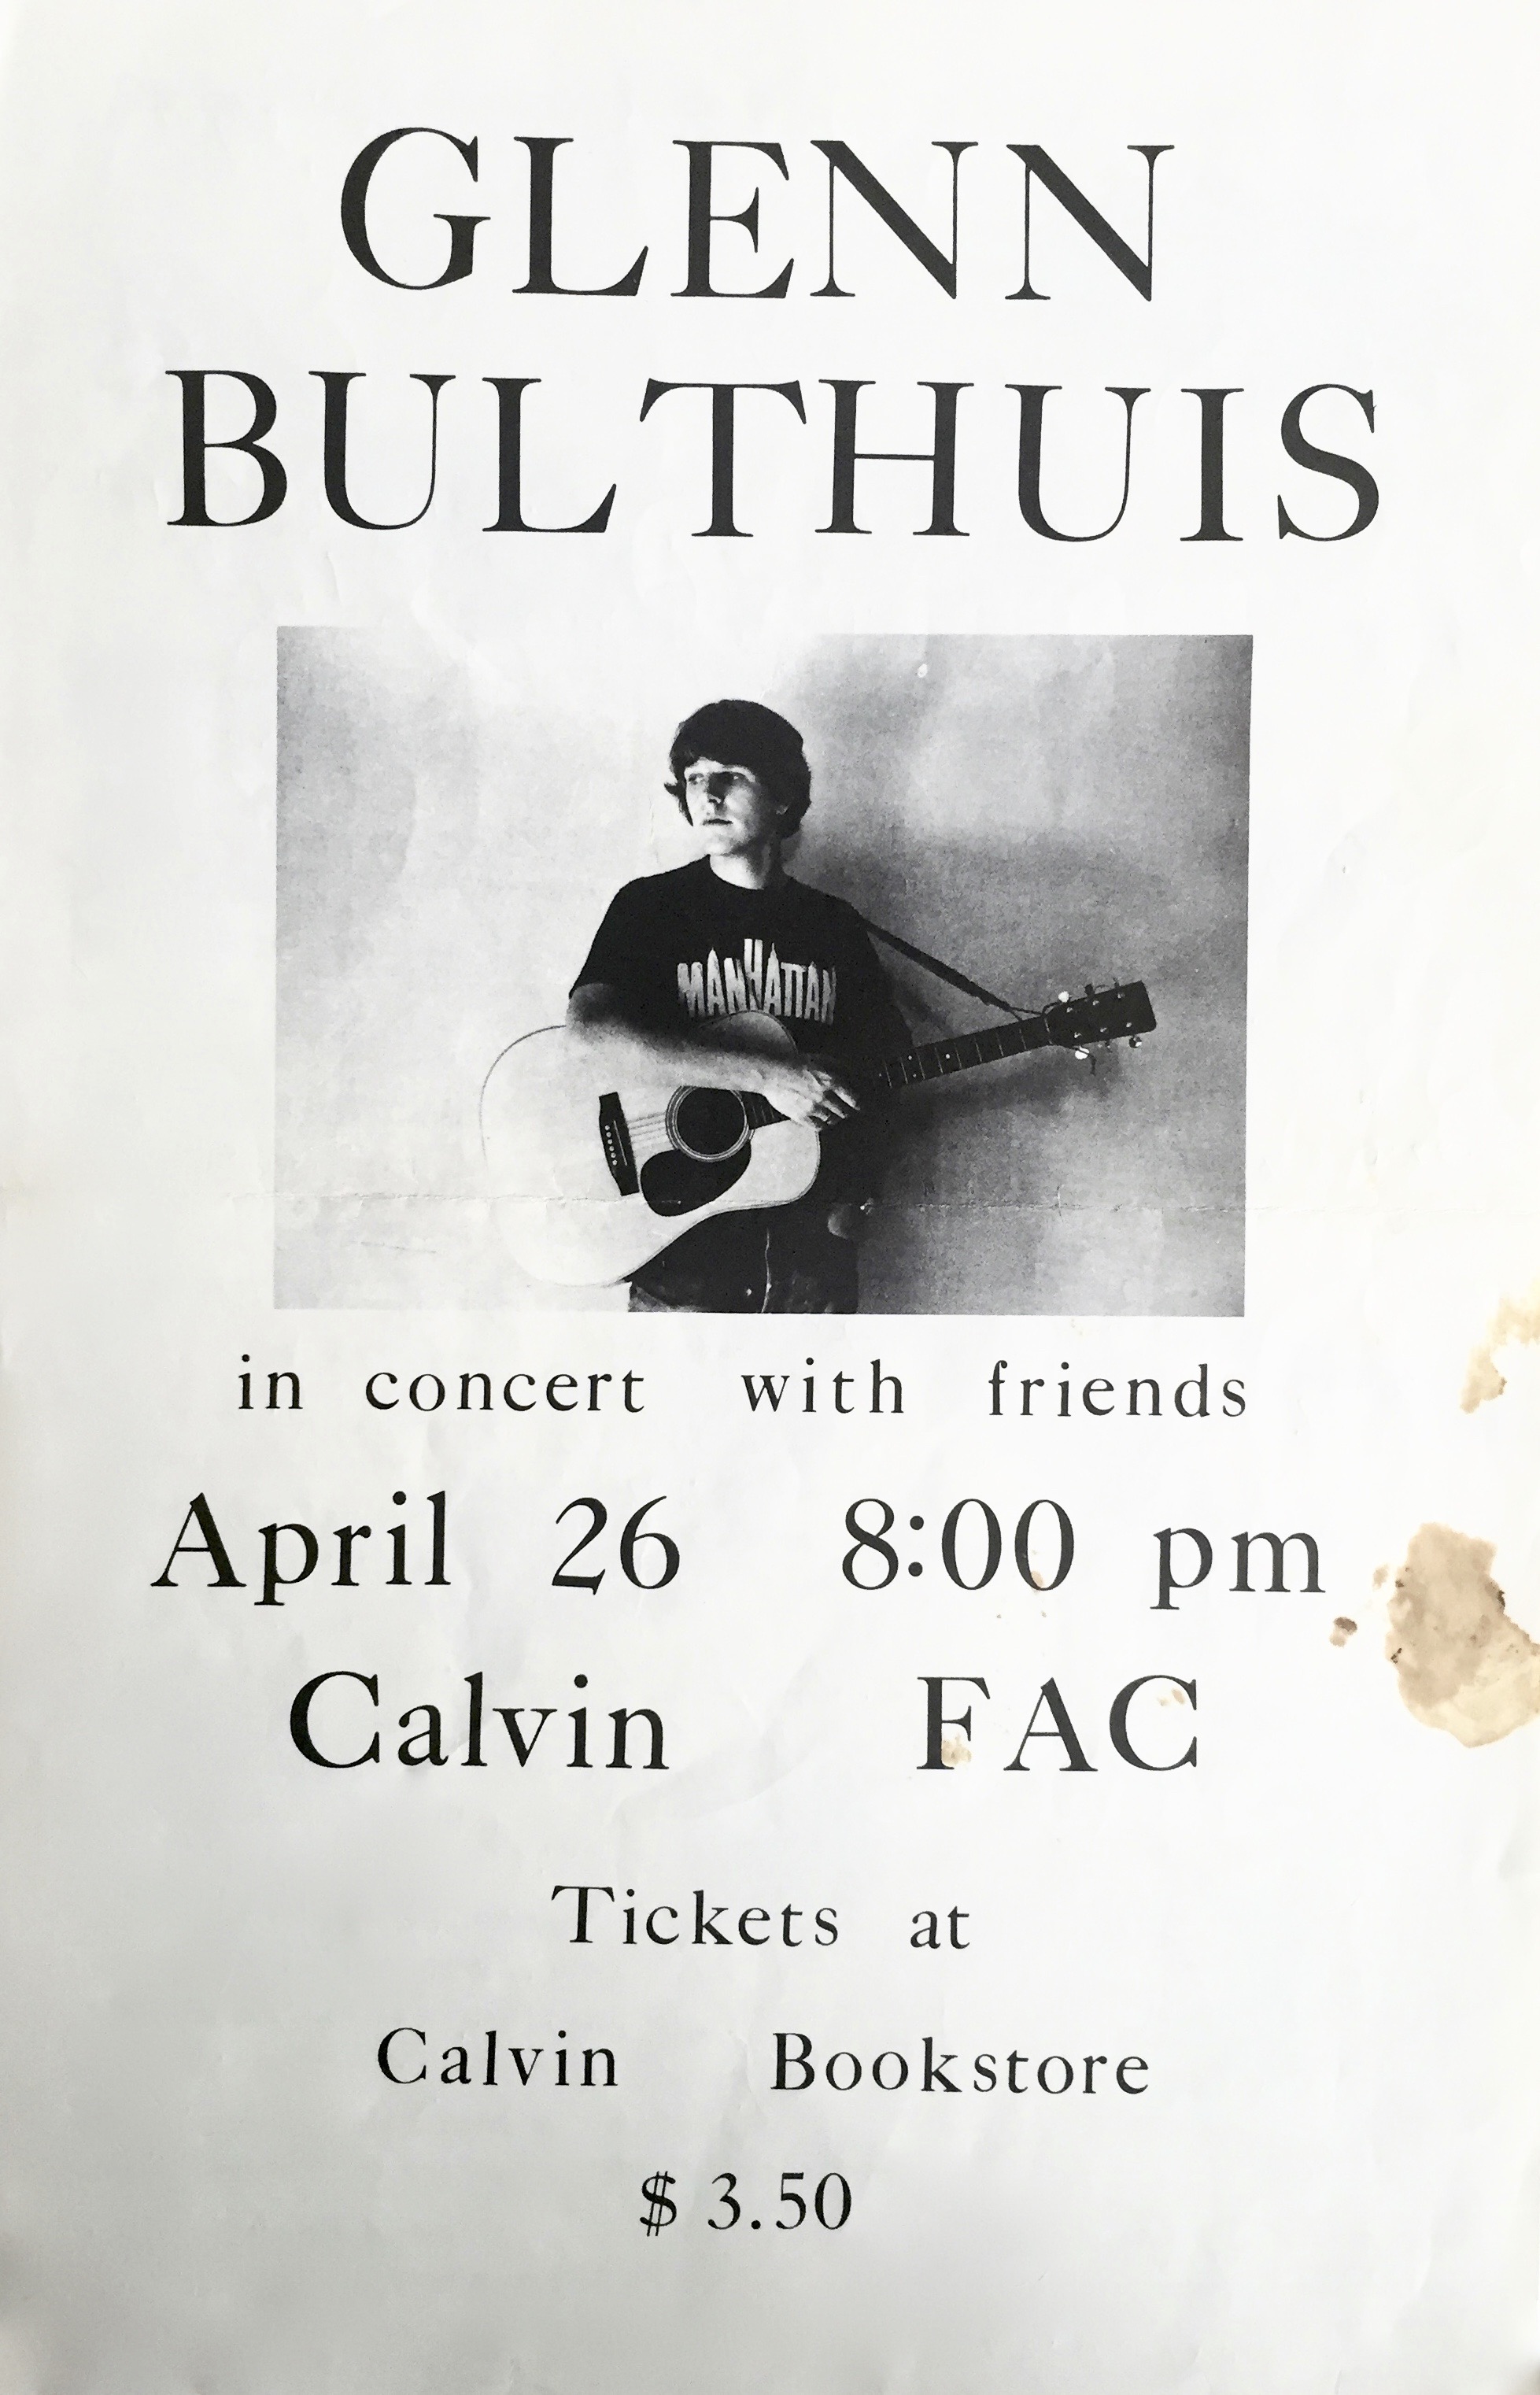 GLENN
BULTHUIS
MANHATTAN
in concert with friends
April 26 8:00 pm
Calvin FAC
Tickets at
Calvin Bookstore
$ 3.50